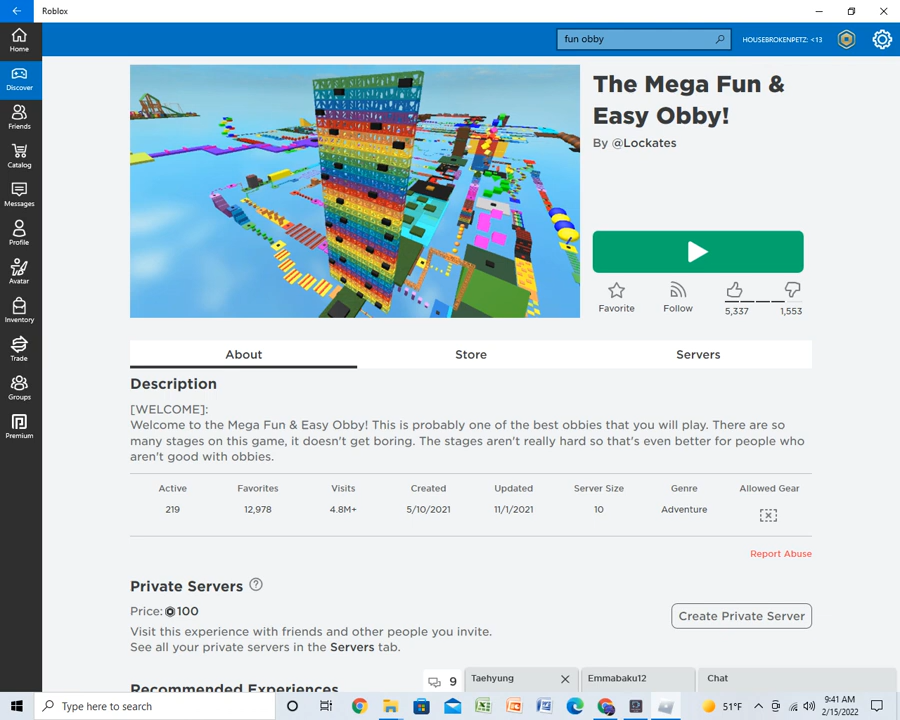 Roblox
Home
Discover
Friends
Catalog
Messages
Profile
Avatar
Inventory
Trade
Groups
Premium
fun obby
HOUSEBROKENPETZ: <13
The Mega Fun &
Easy Obby!
By @Lockates
Favorite
Follow
5,337
1,553
About
Store
Servers
Description
[WELCOME]:
Welcome to the Mega Fun & Easy Obby! This is probably one of the best obbies that you will play. There are so
many stages on this game, it doesn't get boring. The stages aren't really hard so that's even better for people who
aren't good with obbies.
Active Favorites Visits Created Updated Server Size Genre Allowed Gear
219 12,978 4.8M+ 5/10/2021 11/1/2021 10 Adventure
Report Abuse
Private Servers ?
Price: 100
Visit this experience with friends and other people you invite.
See all your private servers in the Servers tab.
Create Private Server
Recommended Experiences
9
Taehyung
Emmabaku12
Chat
Type here to search
51°F
9:41 AM
2/15/2022